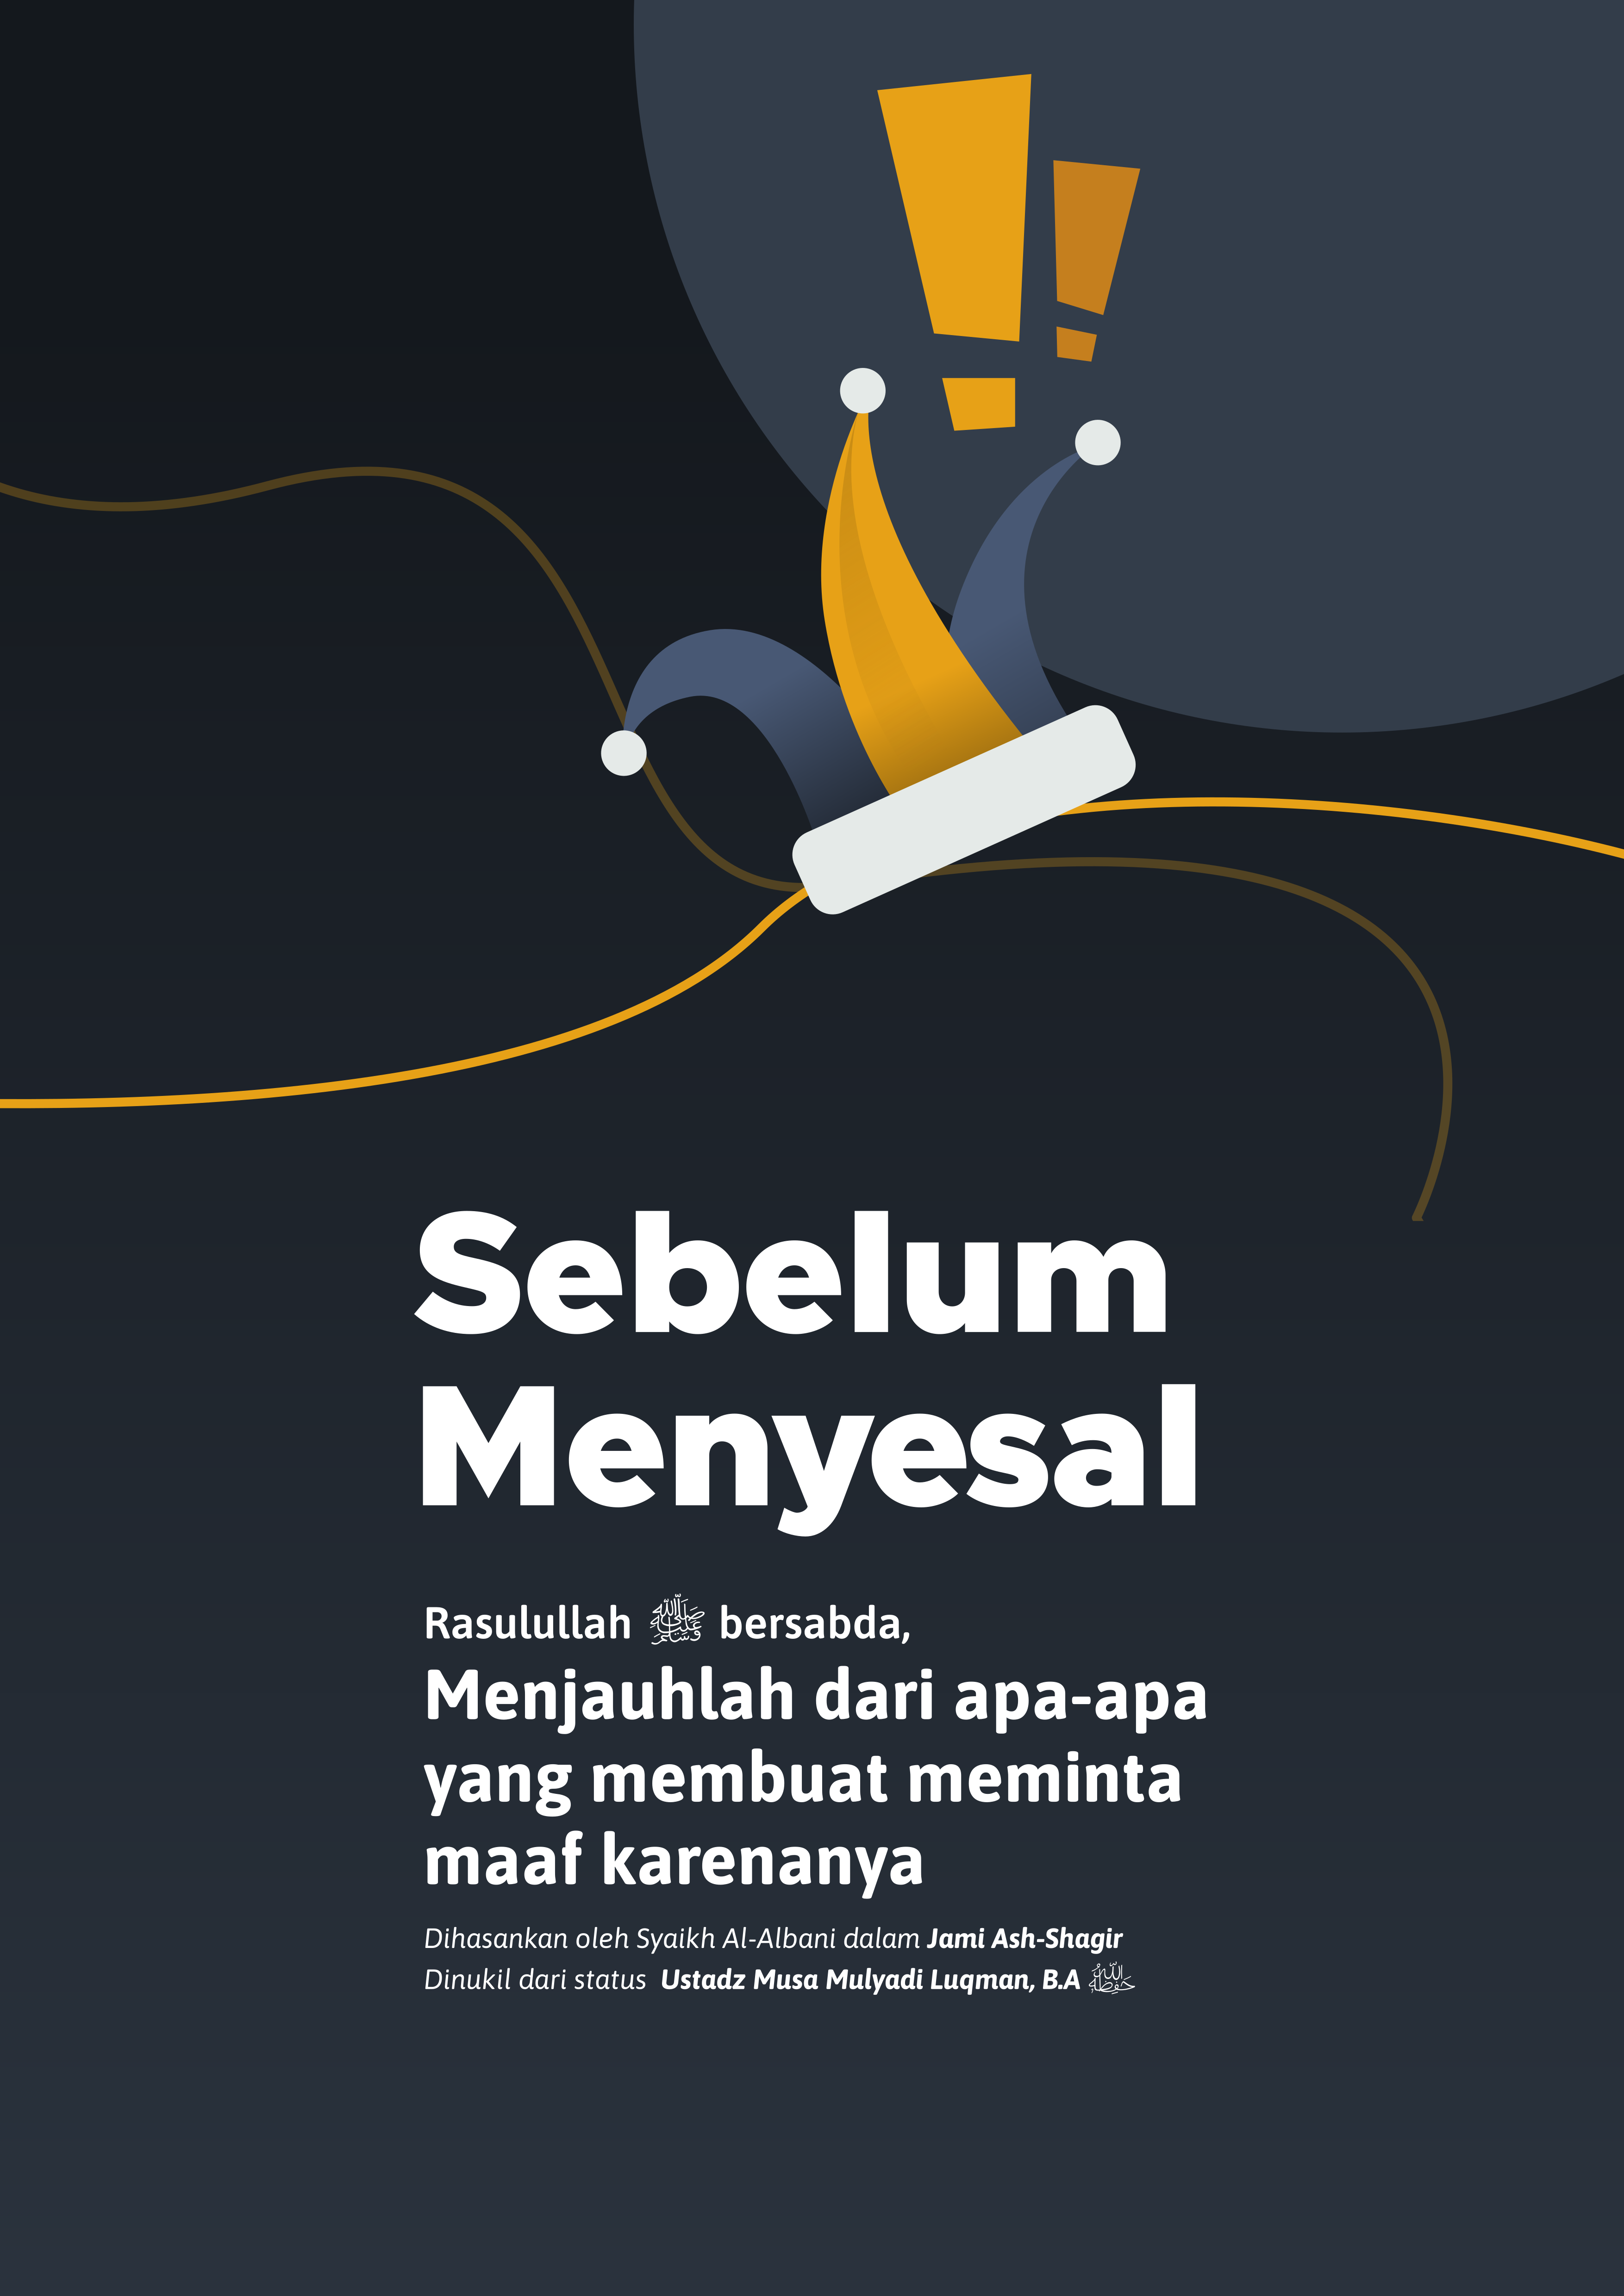 Sebelum
Menyesal
Rasulullah ﷺ bersabda,
Menjauhlah dari apa-apa
yang membuat meminta
maaf karenanya
Dihasankan oleh Syaikh Al-Albani dalam Jami Ash-Shagir
Dinukil dari status Ustadz Musa Mulyadi Luqman, B.A حفظه الله